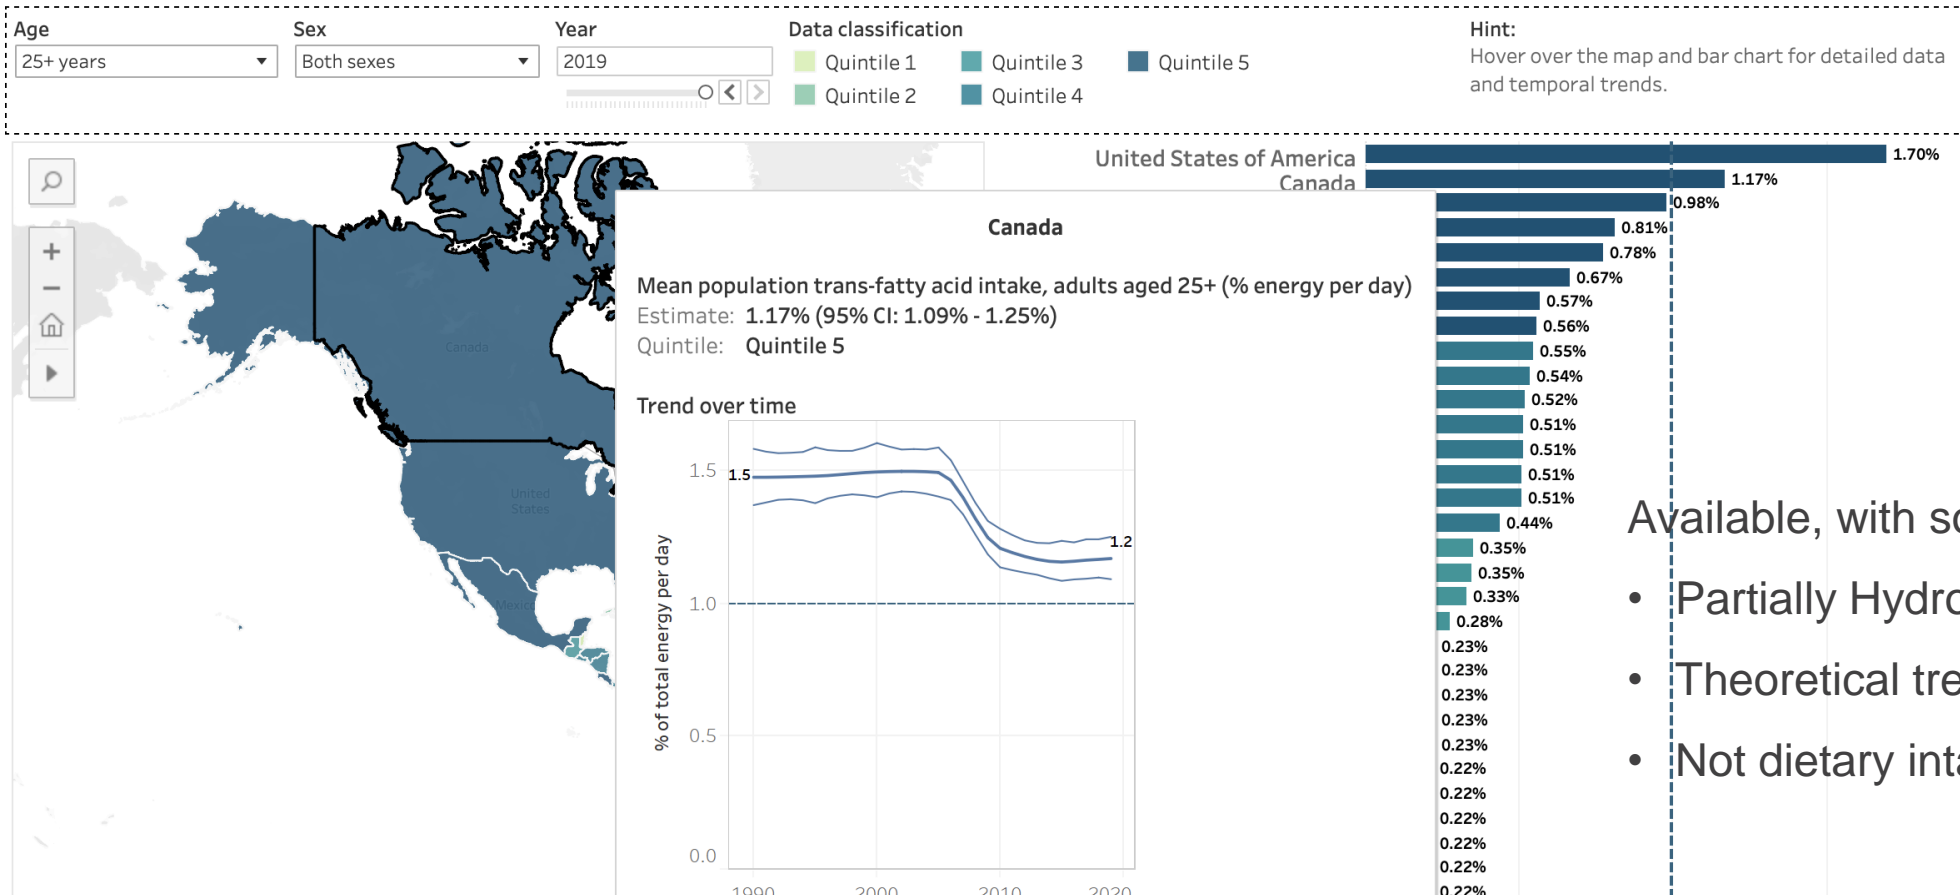 Age
25+ years
Sex
Both sexes
Year
2019
Data classification
Quintile 1
Quintile 2
Quintile 3
Quintile 4
Quintile 5
Hint:
Hover over the map and bar chart for detailed data
and temporal trends.
Canada
United
States
Mexico
United States of America
Canada
1.70%
1.17%
0.98%
0.81%
0.78%
0.67%
0.57%
0.56%
0.55%
0.54%
0.52%
0.51%
0.51%
0.51%
0.51%
0.44%
0.35%
0.35%
0.33%
0.28%
0.23%
0.23%
0.23%
0.23%
0.23%
0.22%
0.22%
0.22%
0.22%
0.22%
0.22%
Canada
Mean population trans-fatty acid intake, adults aged 25+ (% energy per day)
Estimate: 1.17% (95% CI: 1.09% - 1.25%)
Quintile: Quintile 5
Trend over time
% of total energy per day
1.5
1.0
0.5
0.0
1.5
1.2
1990 2000 2010 2020
Available, with
• Partially
• Theoretical
• Not dietary